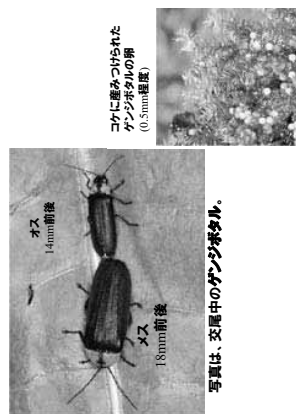 コケに産みつけられた
ゲンジボタルの卵
(0.5mm程度)
オス
14mm前後
メス
18mm前後
写真は、交尾中のゲンジボタル。